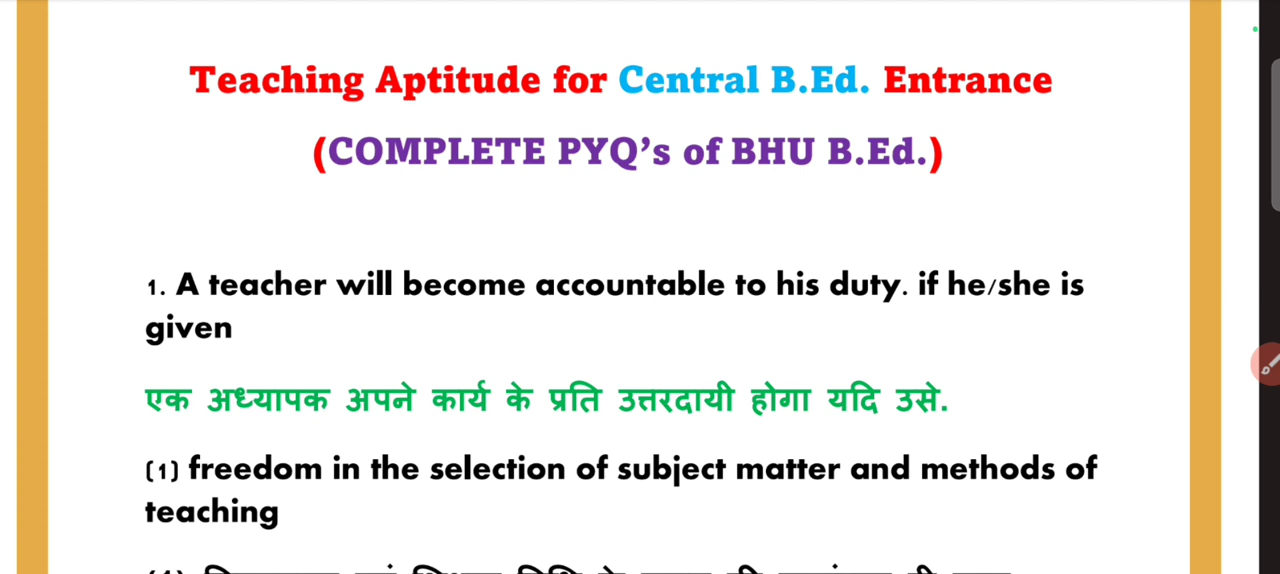 Teaching Aptitude for Central B.Ed. Entrance
(COMPLETE PYQ’s of BHU B.Ed.)
1. A teacher will become accountable to his duty. if he/she is
given
एक अध्यापक अपने कार्य के प्रति उत्तरदायी होगा यदि उसे.
(1) freedom in the selection of subject matter and methods of
teaching